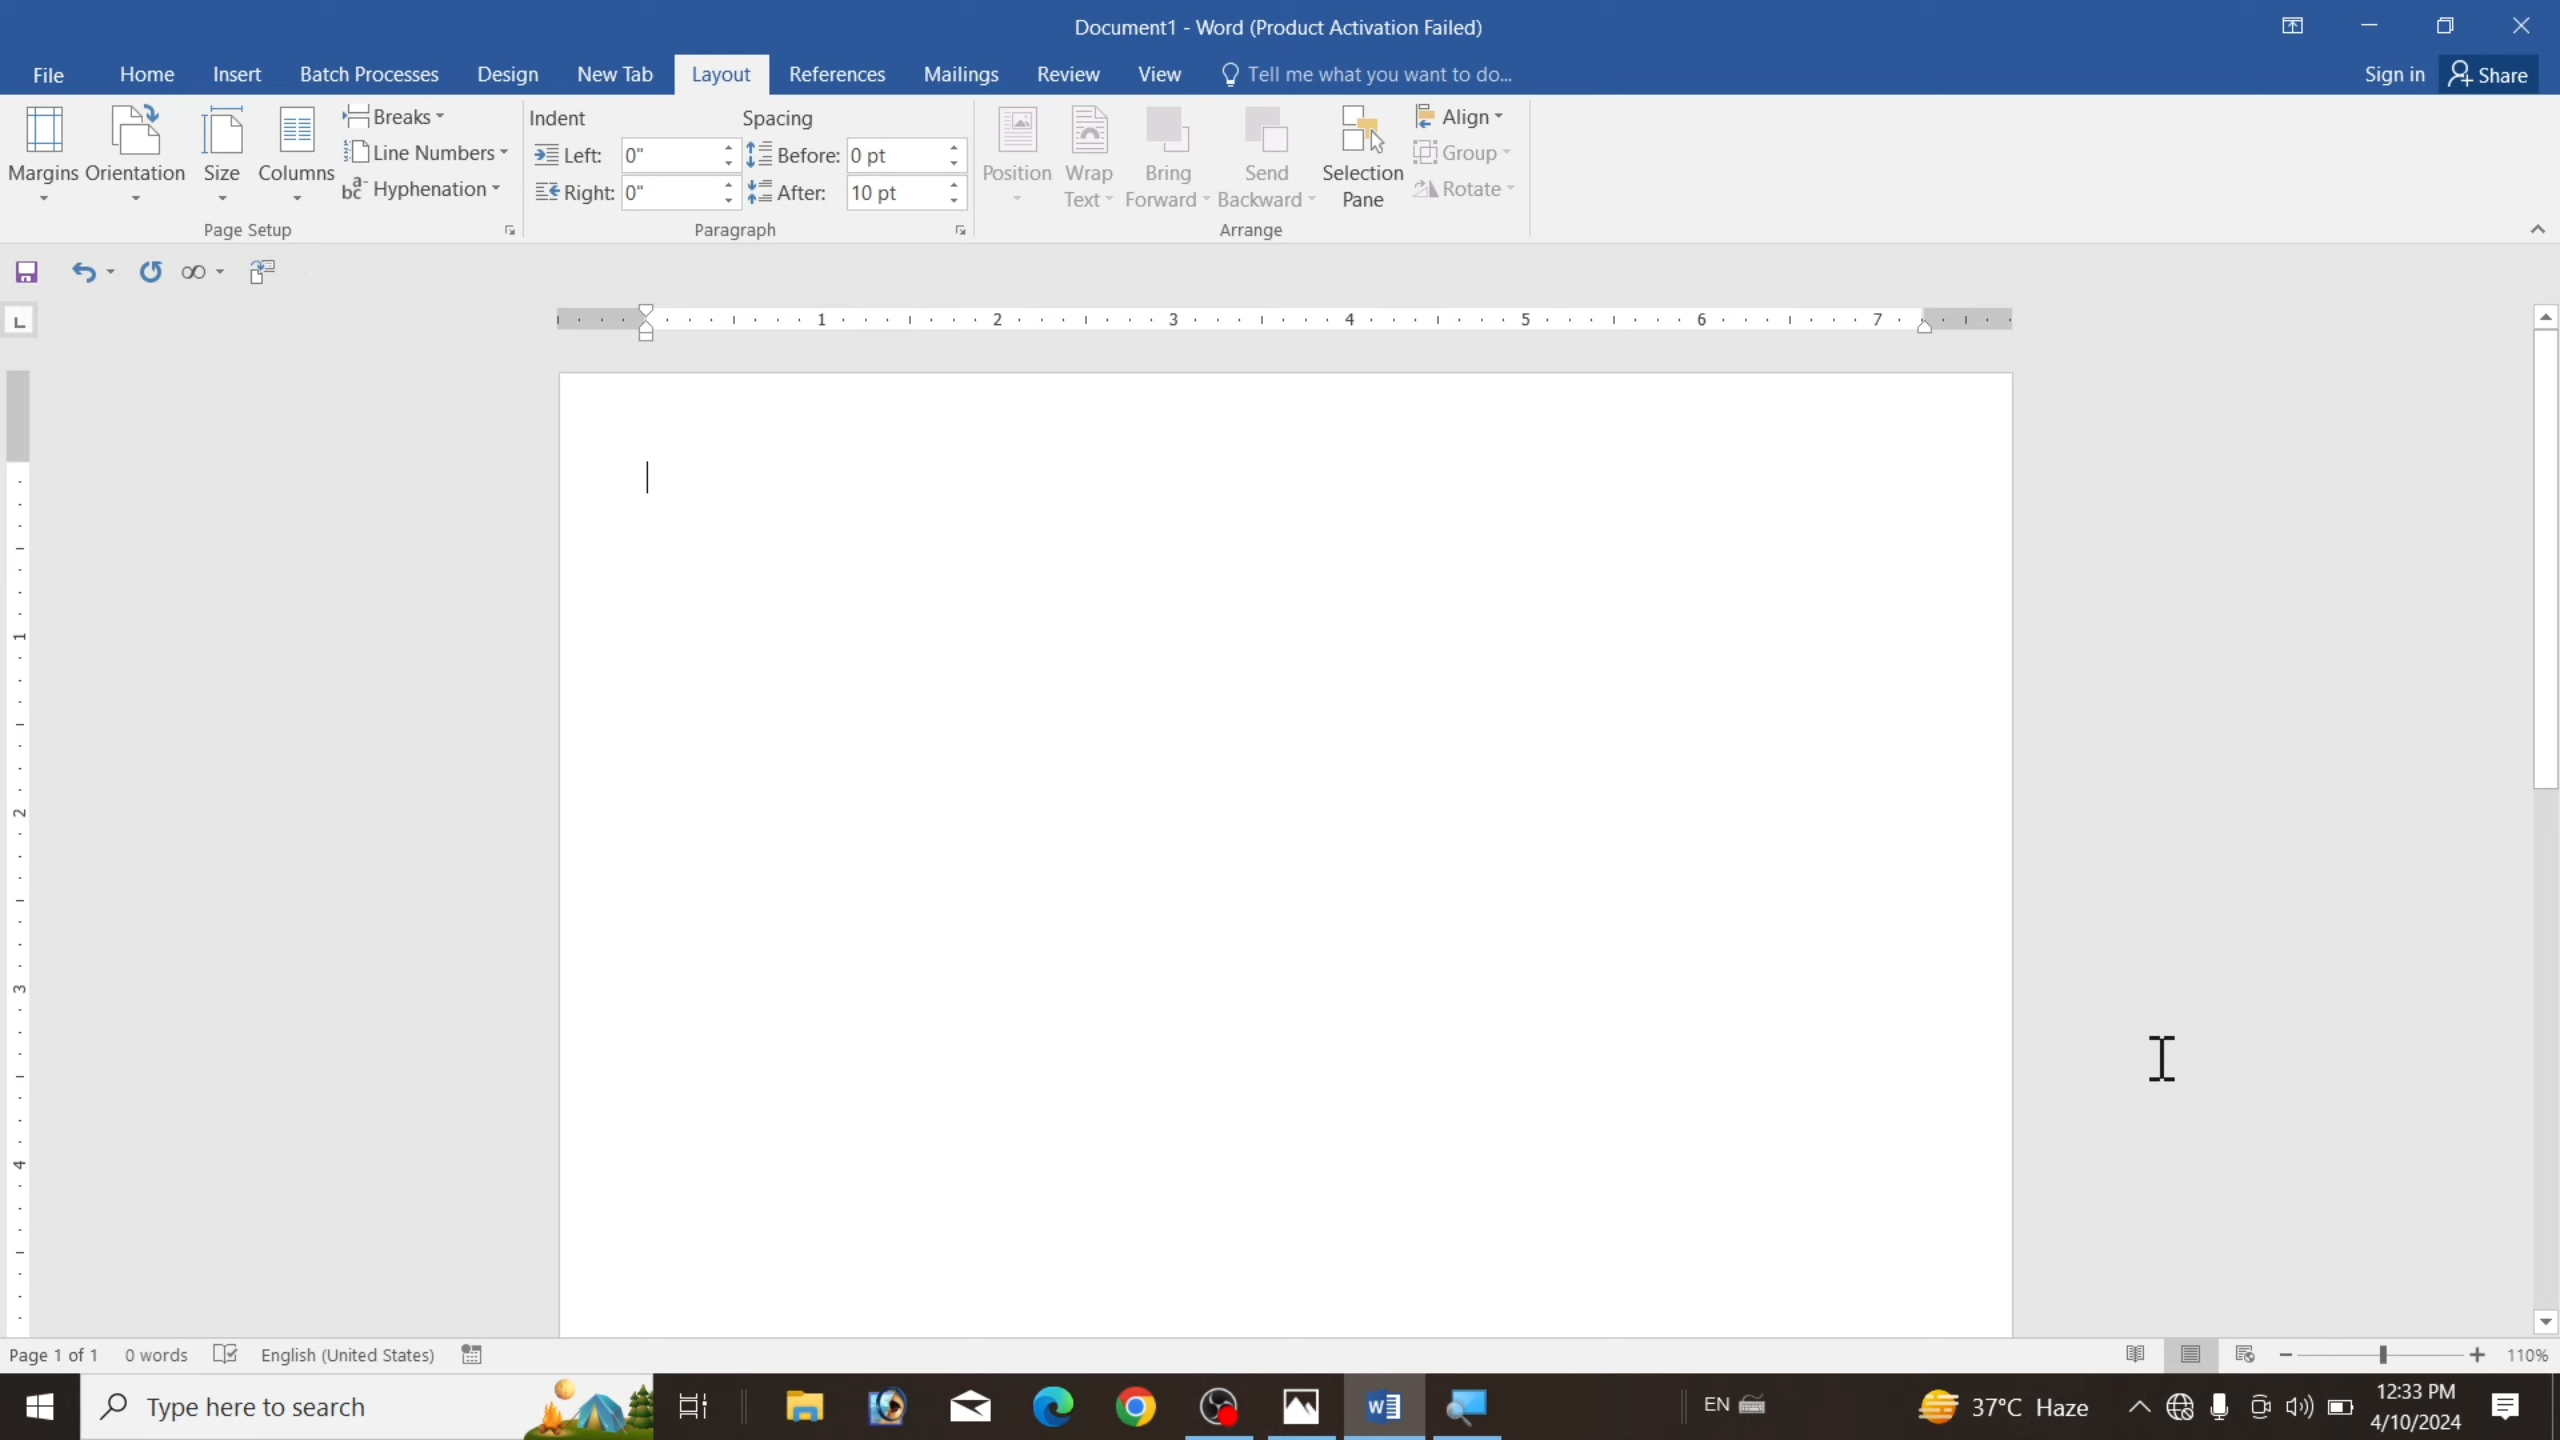 Document1 - Word (Product Activation Failed)
File Home Insert Batch Processes Design New Tab Layout References Mailings Review View Tell me what you want to do... Sign in Share
Margins Orientation Size Columns
Breaks
Line Numbers
Hyphenation
Page Setup
Indent Spacing
Left: 0" Before: 0 pt
Right: 0" After: 10 pt
Paragraph
Position Wrap Text Bring Forward Send Backward Selection Pane
Align
Group
Rotate
Arrange
1 2 3 4 5 6 7
1
2
3
4
Page 1 of 1 0 words English (United States) 110%
Type here to search EN 37°C Haze 12:33 PM
4/10/2024